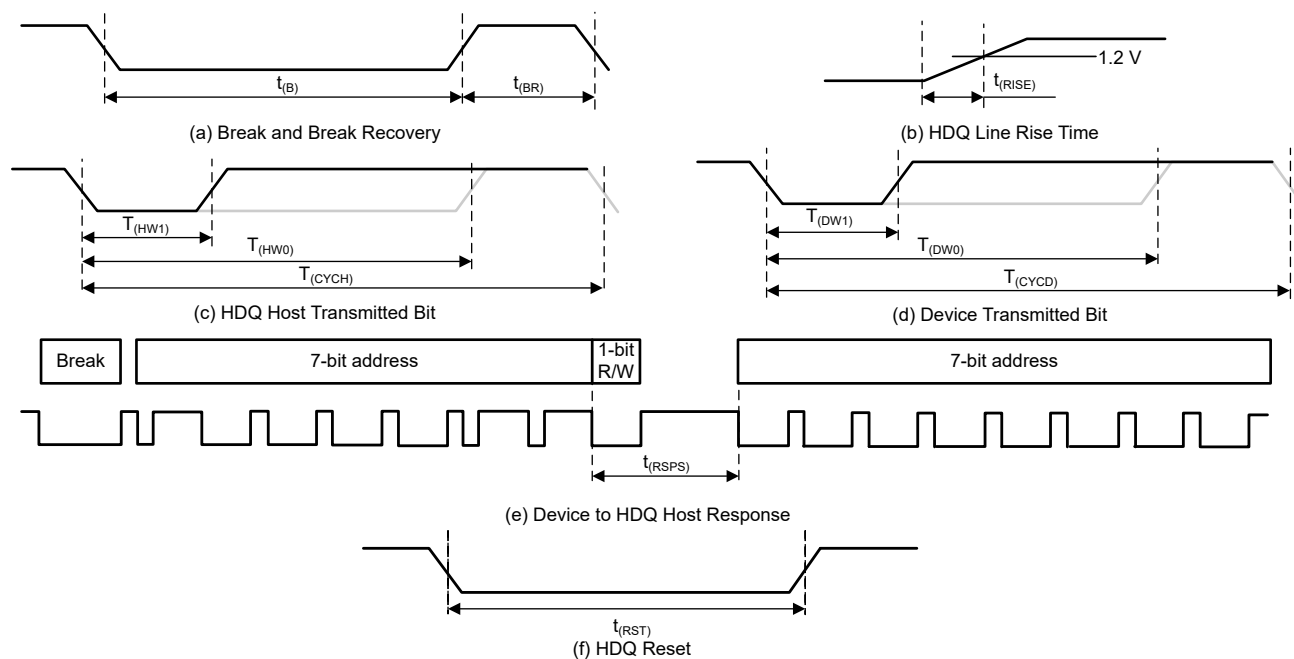 t(B)
t(BR)
(a) Break and Break Recovery
1.2 V
t(RISE)
(b) HDQ Line Rise Time
T(HW1)
T(HW0)
T(CYCH)
(c) HDQ Host Transmitted Bit
T(DW1)
T(DW0)
T(CYCD)
(d) Device Transmitted Bit
Break
7-bit address
1-bit
R/W
7-bit address
t(RSPS)
(e) Device to HDQ Host Response
t(RST)
(f) HDQ Reset